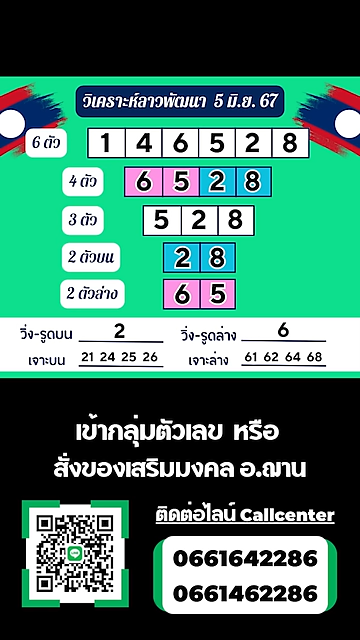 วิเคราะห์ลาวพัฒนา 5 มิ.ย. 67
6 ตัว 1 4 6 5 2 8
4 ตัว 6 5 2 8
3 ตัว 5 2 8
2 ตัวบน 2 8
2 ตัวล่าง 6 5
วิ่ง-รูดบน 2 วิ่ง-รูดล่าง 6
เจาะบน 21 24 25 26 เจาะล่าง 61 62 64 68
เข้ากลุ่มตัวเลข หรือ
สั่งของเสริมมงคล อ.ฌาน
ติดต่อไลน์ Callcenter
0661642286
0661462286